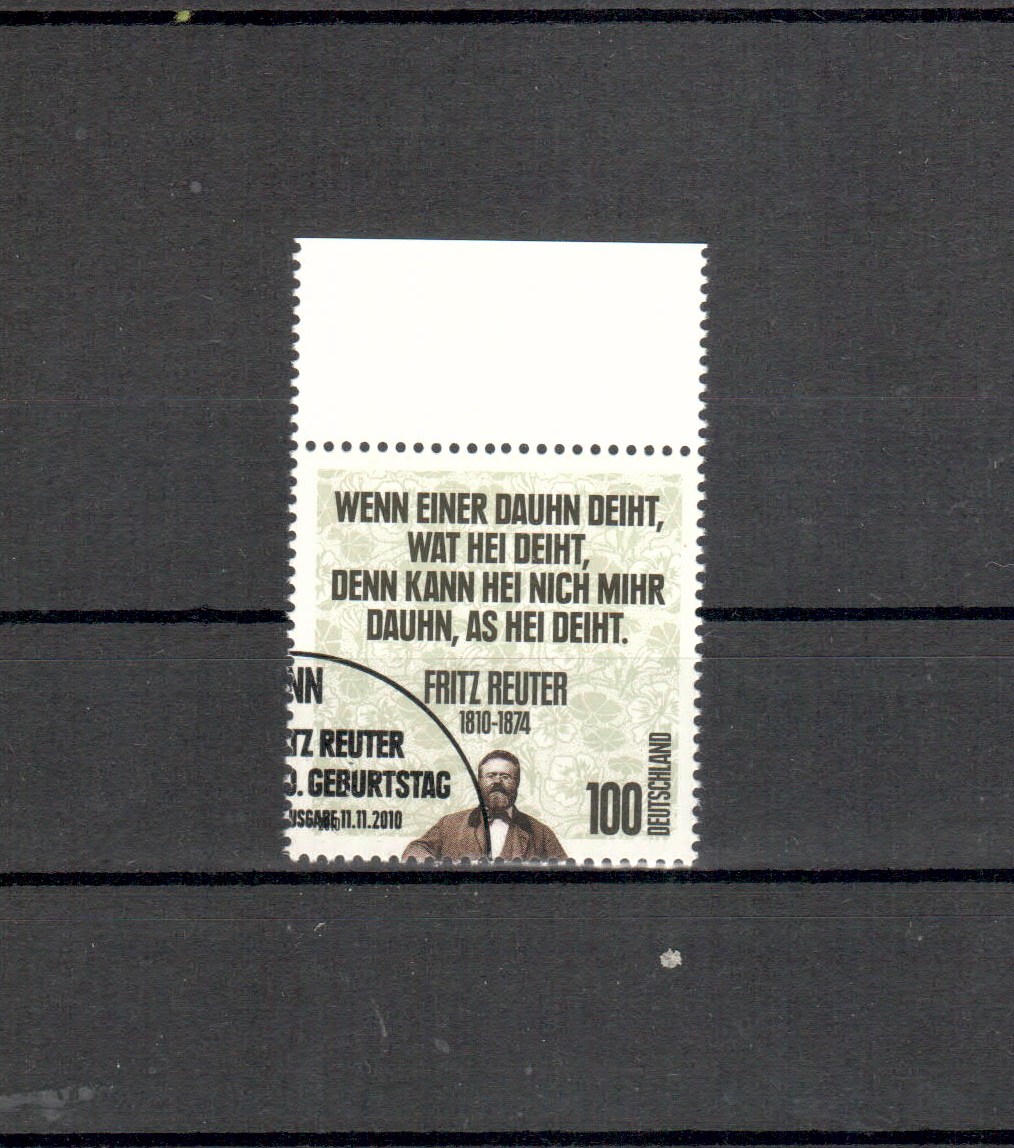 WENN EINER DAUHN DEIHT,
WAT HEI DEIHT,
DENN KANN HEI NICH MIHR
DAUHN, AS HEI DEIHT.
FRITZ REUTER
1810-1874
NN
TZ REUTER
0. GEBURTSTAG
USGABE 11.11.2010
100
DEUTSCHLAND